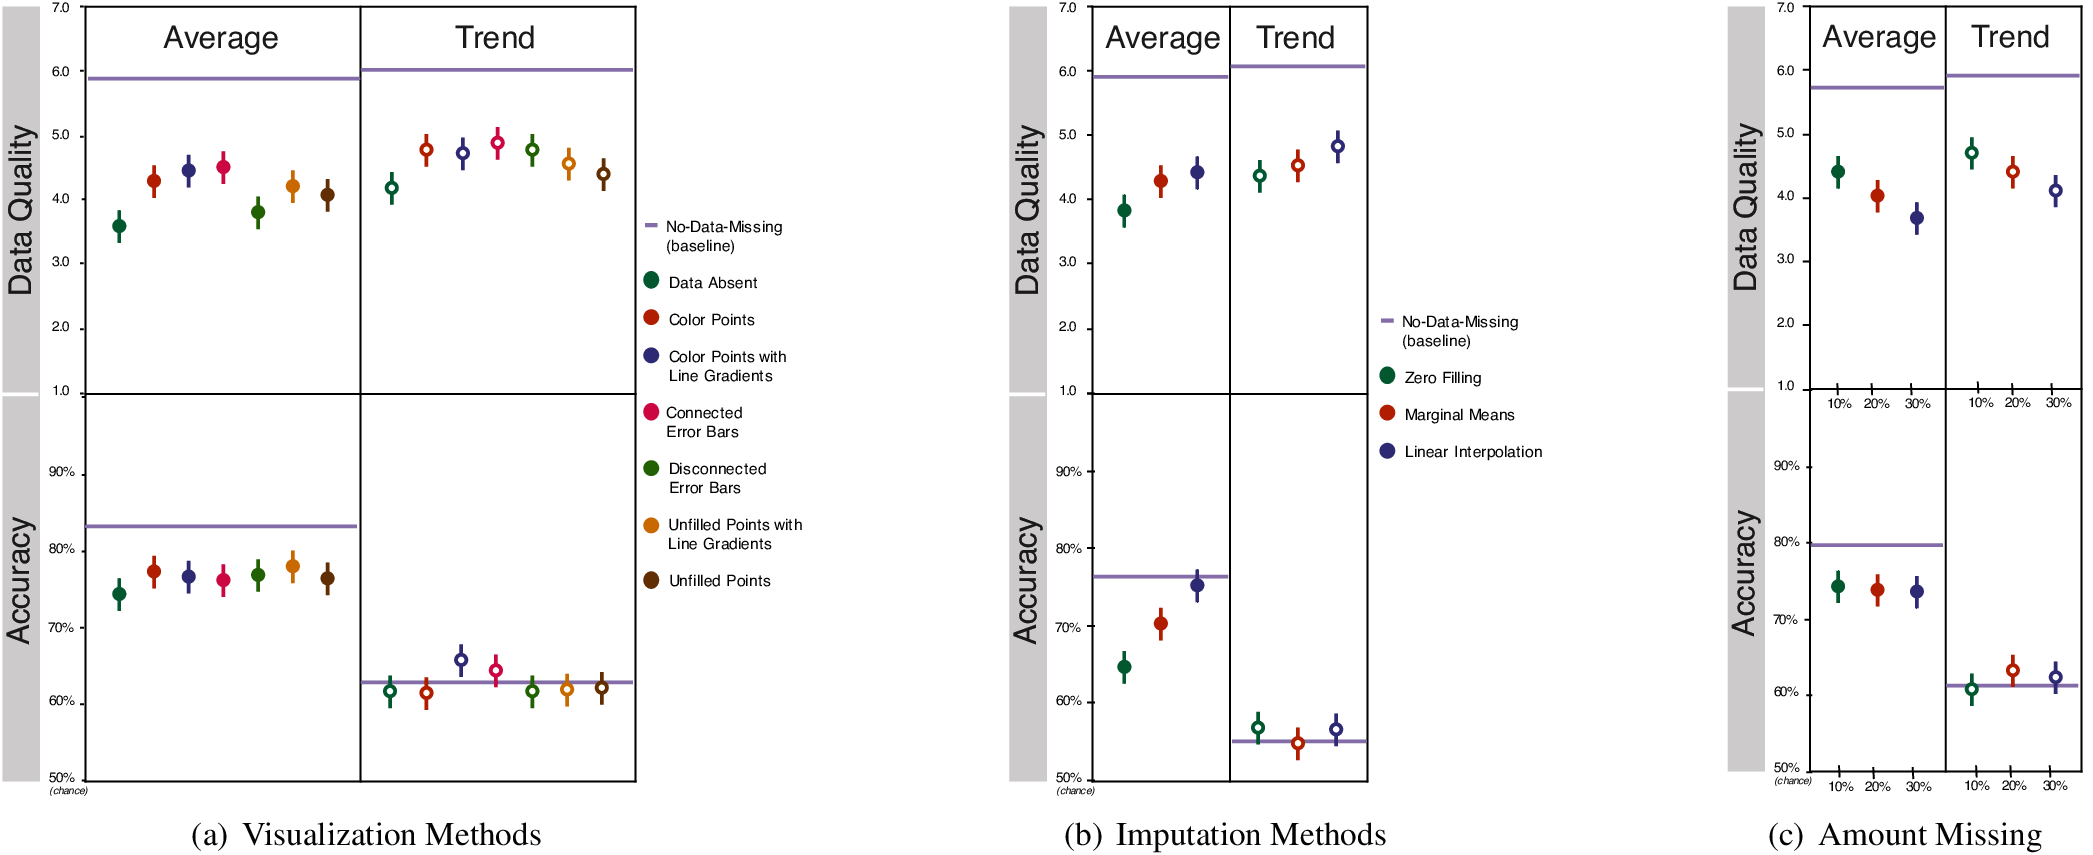 7.0
Average
Trend
6.0
5.0
4.0
3.0
2.0
1.0
Data Quality
90%
80%
70%
60%
50%
(chance)
Accuracy
No-Data-Missing
(baseline)
Data Absent
Color Points
Color Points with
Line Gradients
Connected
Error Bars
Disconnected
Error Bars
Unfilled Points with
Line Gradients
Unfilled Points
(a) Visualization Methods
7.0
Average
Trend
6.0
5.0
4.0
3.0
2.0
1.0
Data Quality
90%
80%
70%
60%
50%
(chance)
Accuracy
No-Data-Missing
(baseline)
Zero Filling
Marginal Means
Linear Interpolation
(b) Imputation Methods
7.0
Average
Trend
6.0
5.0
4.0
3.0
2.0
1.0
Data Quality
10% 20% 30%
10% 20% 30%
90%
80%
70%
60%
50%
(chance)
Accuracy
10% 20% 30%
10% 20% 30%
(c) Amount Missing